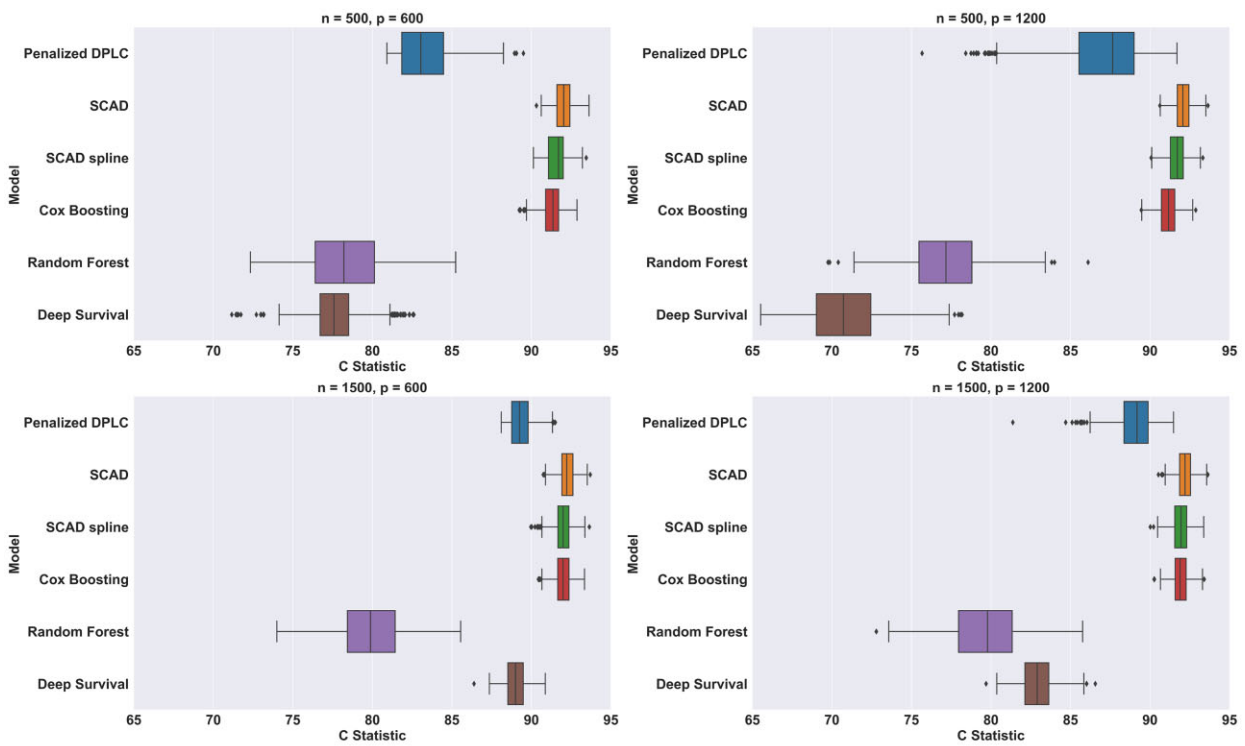 n = 500, p = 600
Model
Penalized DPLC
SCAD
SCAD spline
Cox Boosting
Random Forest
Deep Survival
65 70 75 80 85 90 95
C Statistic
n = 500, p = 1200
Model
Penalized DPLC
SCAD
SCAD spline
Cox Boosting
Random Forest
Deep Survival
65 70 75 80 85 90 95
C Statistic
n = 1500, p = 600
Model
Penalized DPLC
SCAD
SCAD spline
Cox Boosting
Random Forest
Deep Survival
65 70 75 80 85 90 95
C Statistic
n = 1500, p = 1200
Model
Penalized DPLC
SCAD
SCAD spline
Cox Boosting
Random Forest
Deep Survival
65 70 75 80 85 90 95
C Statistic